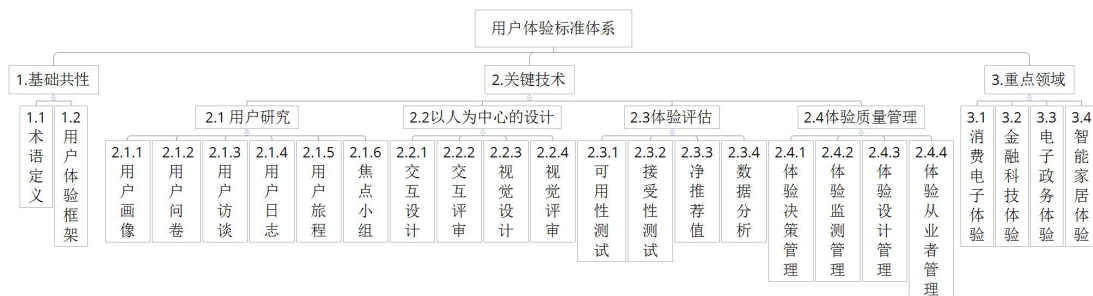 用户体验标准体系
1.基础共性
2.关键技术
3.重点领域
1.1术语定义
1.2用户体验框架
2.1 用户研究
2.2以人为中心的设计
2.3体验评估
2.4体验质量管理
2.1.1用户画像
2.1.2用户问卷
2.1.3用户访谈
2.1.4用户日志
2.1.5用户旅程
2.1.6焦点小组
2.2.1交互设计
2.2.2交互评审
2.2.3视觉设计
2.2.4视觉评审
2.3.1可用性测试
2.3.2接受性测试
2.3.3净推荐值
2.3.4数据分析
2.4.1体验决策管理
2.4.2体验监测管理
2.4.3体验设计管理
2.4.4体验从业者管理
3.1消费电子体验
3.2金融科技体验
3.3电子政务体验
3.4智能家居体验